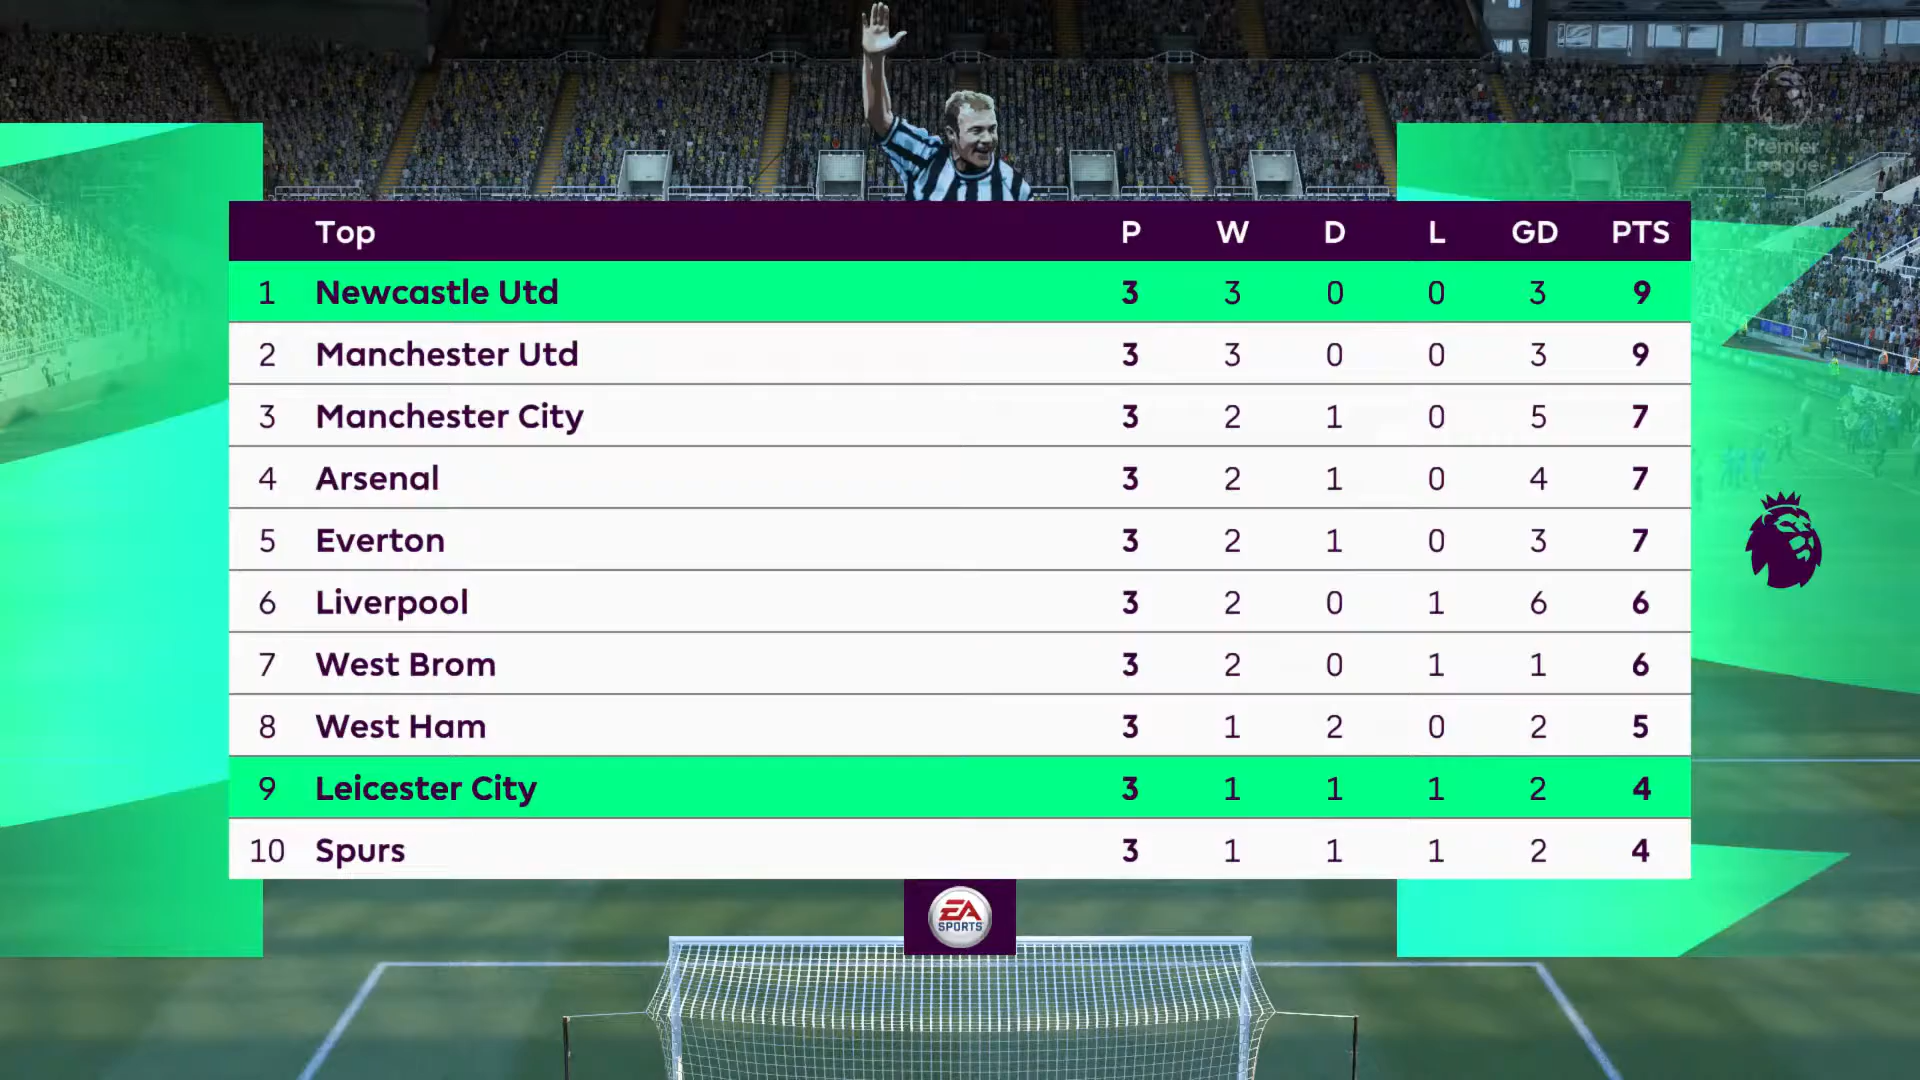 Premier
League
Top P W D L GD PTS
1 Newcastle Utd 3 3 0 0 3 9
2 Manchester Utd 3 3 0 0 3 9
3 Manchester City 3 2 1 0 5 7
4 Arsenal 3 2 1 0 4 7
5 Everton 3 2 1 0 3 7
6 Liverpool 3 2 0 1 6 6
7 West Brom 3 2 0 1 1 6
8 West Ham 3 1 2 0 2 5
9 Leicester City 3 1 1 1 2 4
10 Spurs 3 1 1 1 2 4
EA
SPORTS